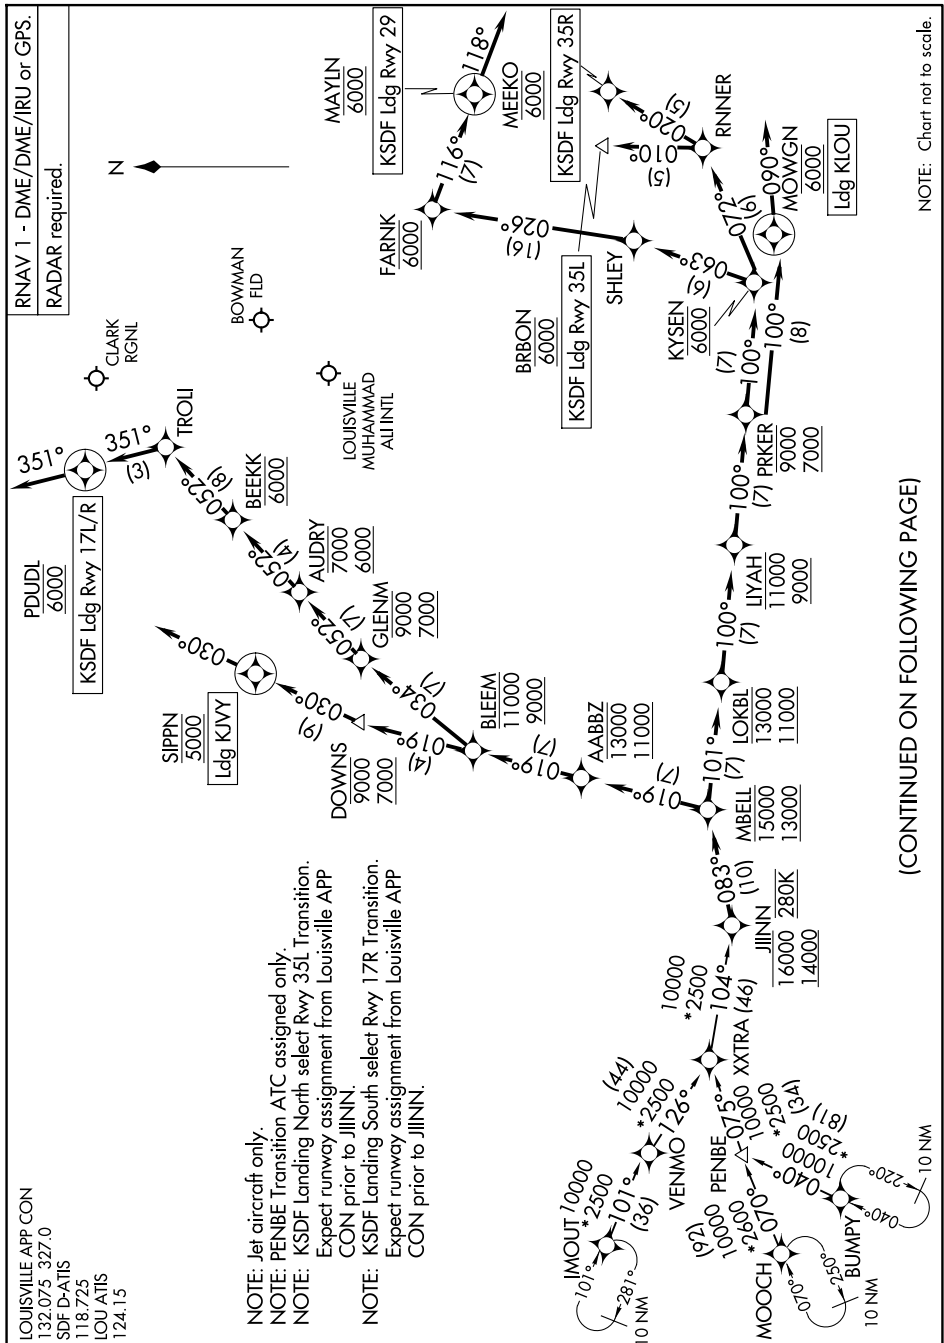 LOUISVILLE APP CON
132.075 327.0
SDF D-ATIS
118.725
LOU ATIS
124.15
RNAV 1 - DME/DME/IRU or GPS.
RADAR required.
NOTE: Jet aircraft only.
NOTE: PENBE Transition ATC assigned only.
NOTE: KSDF Landing North select Rwy 35L Transition.
Expect runway assignment from Louisville APP
CON prior to JIINN.
NOTE: KSDF Landing South select Rwy 17R Transition.
Expect runway assignment from Louisville APP
CON prior to JIINN.
N
CLARK
RGNL
BOWMAN
FLD
LOUISVILLE
MUHAMMAD
ALI INTL
PDUDL
6000
KSDF Ldg Rwy 17L/R
351°
351°
(3)
TROLI
052°
(8)
BEEKK
6000
052°
(4)
AUDRY
7000
6000
052°
(7)
GLENM
9000
7000
034°
(7)
SIPPN
5000
Ldg KJVY
030°
030°
(9)
DOWNS
9000
7000
019°
(4)
BLEEM
11000
9000
019°
(7)
AABBZ
13000
11000
019°
(7)
MAYLN
6000
KSDF Ldg Rwy 29
118°
116°
(7)
FARNK
6000
026°
(16)
SHLEY
063°
(6)
MEEKO
6000
KSDF Ldg Rwy 35R
020°
(5)
RNNER
010°
(5)
BRBON
6000
KSDF Ldg Rwy 35L
072°
(9)
KYSEN
6000
090°
MOWGN
6000
Ldg KLOU
100°
(8)
100°
(7)
PRKER
9000
7000
100°
(7)
LIYAH
11000
9000
100°
(7)
LOKBL
13000
11000
101°
(7)
MBELL
15000
13000
083°
(10)
JIINN
280K
16000
14000
10000
*2500
104°
(46)
XXTRA
(44)
10000
*2500
126°
VENMO
10000
*2500
101°
(36)
IMOUT
101°
281°
10 NM
PENBE
075°
10000
*2500
(34)
(92)
10000
*2600
070°
MOOCH
070°
250°
10 NM
(81)
10000
*2500
040°
BUMPY
040°
220°
10 NM
(CONTINUED ON FOLLOWING PAGE)
NOTE: Chart not to scale.